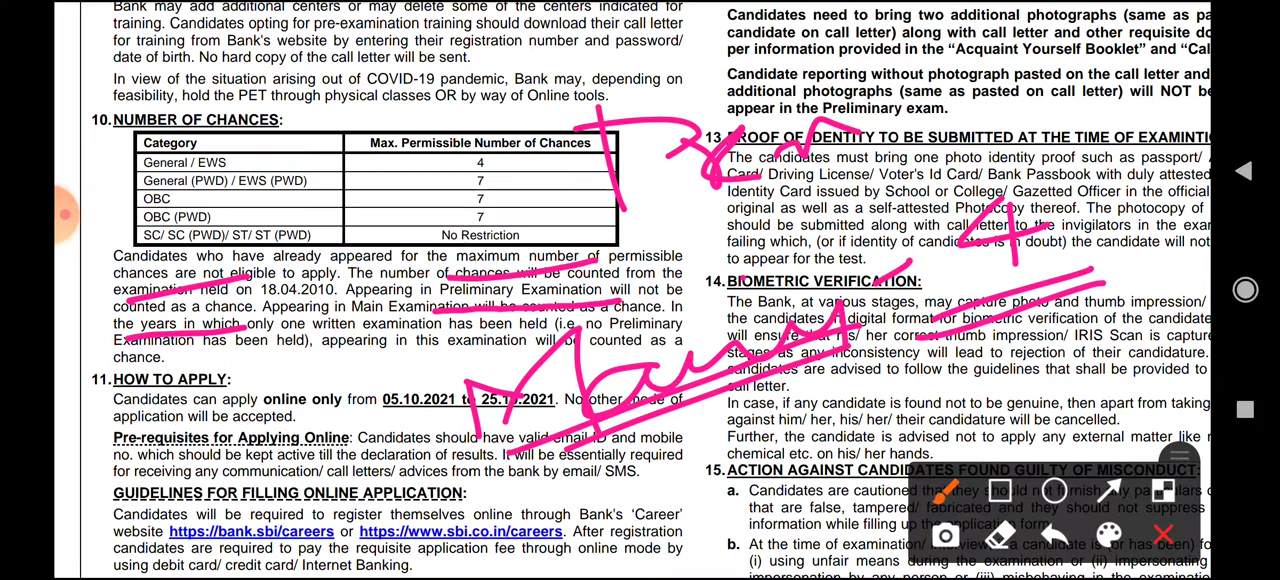 Bank may add additional centers or may delete some of the centers indicated for
training. Candidates opting for pre-examination training should download their call letter
for training from Bank's website by entering their registration number and password/
date of birth. No hard copy of the call letter will be sent.
In view of the situation arising out of COVID-19 pandemic, Bank may, depending on
feasibility, hold the PET through physical classes OR by way of Online tools.
10. NUMBER OF CHANCES:
Category Max. Permissible Number of Chances
General / EWS 4
General (PWD) / EWS (PWD) 7
OBC 7
OBC (PWD) 7
SC/ SC (PWD)/ ST/ ST (PWD) No Restriction
Candidates who have already appeared for the maximum number of permissible
chances are not eligible to apply. The number of chances will be counted from the
examination held on 18.04.2010. Appearing in Preliminary Examination will not be
counted as a chance. Appearing in Main Examination will be counted as a chance. In
the years in which only one written examination has been held (i.e. no Preliminary
Examination has been held), appearing in this examination will be counted as a
chance.
11. HOW TO APPLY:
Candidates can apply online only from 05.10.2021 to 25.10.2021. No other mode of
application will be accepted.
Pre-requisites for Applying Online: Candidates should have valid email ID and mobile
no. which should be kept active till the declaration of results. It will be essentially required
for receiving any communication/ call letters/ advices from the bank by email/ SMS.
GUIDELINES FOR FILLING ONLINE APPLICATION:
Candidates will be required to register themselves online through Bank's 'Career'
website https://bank.sbi/careers or https://www.sbi.co.in/careers. After registration
candidates are required to pay the requisite application fee through online mode by
using debit card/ credit card/ Internet Banking.
Candidates need to bring two additional photographs (same as pa
candidate on call letter) along with call letter and other requisite do
per information provided in the "Acquaint Yourself Booklet" and "Cal
Candidate reporting without photograph pasted on the call letter and
additional photographs (same as pasted on call letter) will NOT be
appear in the Preliminary exam.
13. PROOF OF IDENTITY TO BE SUBMITTED AT THE TIME OF EXAMINTI
The candidates must bring one photo identity proof such as passport/
Card/ Driving License/ Voter's Id Card/ Bank Passbook with duly attested
Identity Card issued by School or College/ Gazetted Officer in the official
original as well as a self-attested Photocopy thereof. The photocopy of
should be submitted along with call letter to the invigilators in the exam
failing which, (or if identity of candidates is in doubt) the candidate will not
to appear for the test.
14. BIOMETRIC VERIFICATION:
The Bank, at various stages, may capture photo and thumb impression/
the candidates in digital format for biometric verification of the candidate
will ensure that his/ her correct thumb impression/ IRIS Scan is capture
stages as any inconsistency will lead to rejection of their candidature.
candidates are advised to follow the guidelines that shall be provided to
call letter.
In case, if any candidate is found not to be genuine, then apart from taking
against him/ her, his/ her/ their candidature will be cancelled.
Further, the candidate is advised not to apply any external matter like
chemical etc. on his/ her hands.
15. ACTION AGAINST CANDIDATES FOUND GUILTY OF MISCONDUCT:
a. Candidates are cautioned that they should not furnish any particulars
that are false, tampered/ fabricated and they should not suppress
information while filling up the application form.
b. At the time of examination/ interview, a candidate is (or has been) fo
(i) using unfair means during the examination or (ii) impersonating
impersonation by any person or (iii) misbehaving in the examination
4